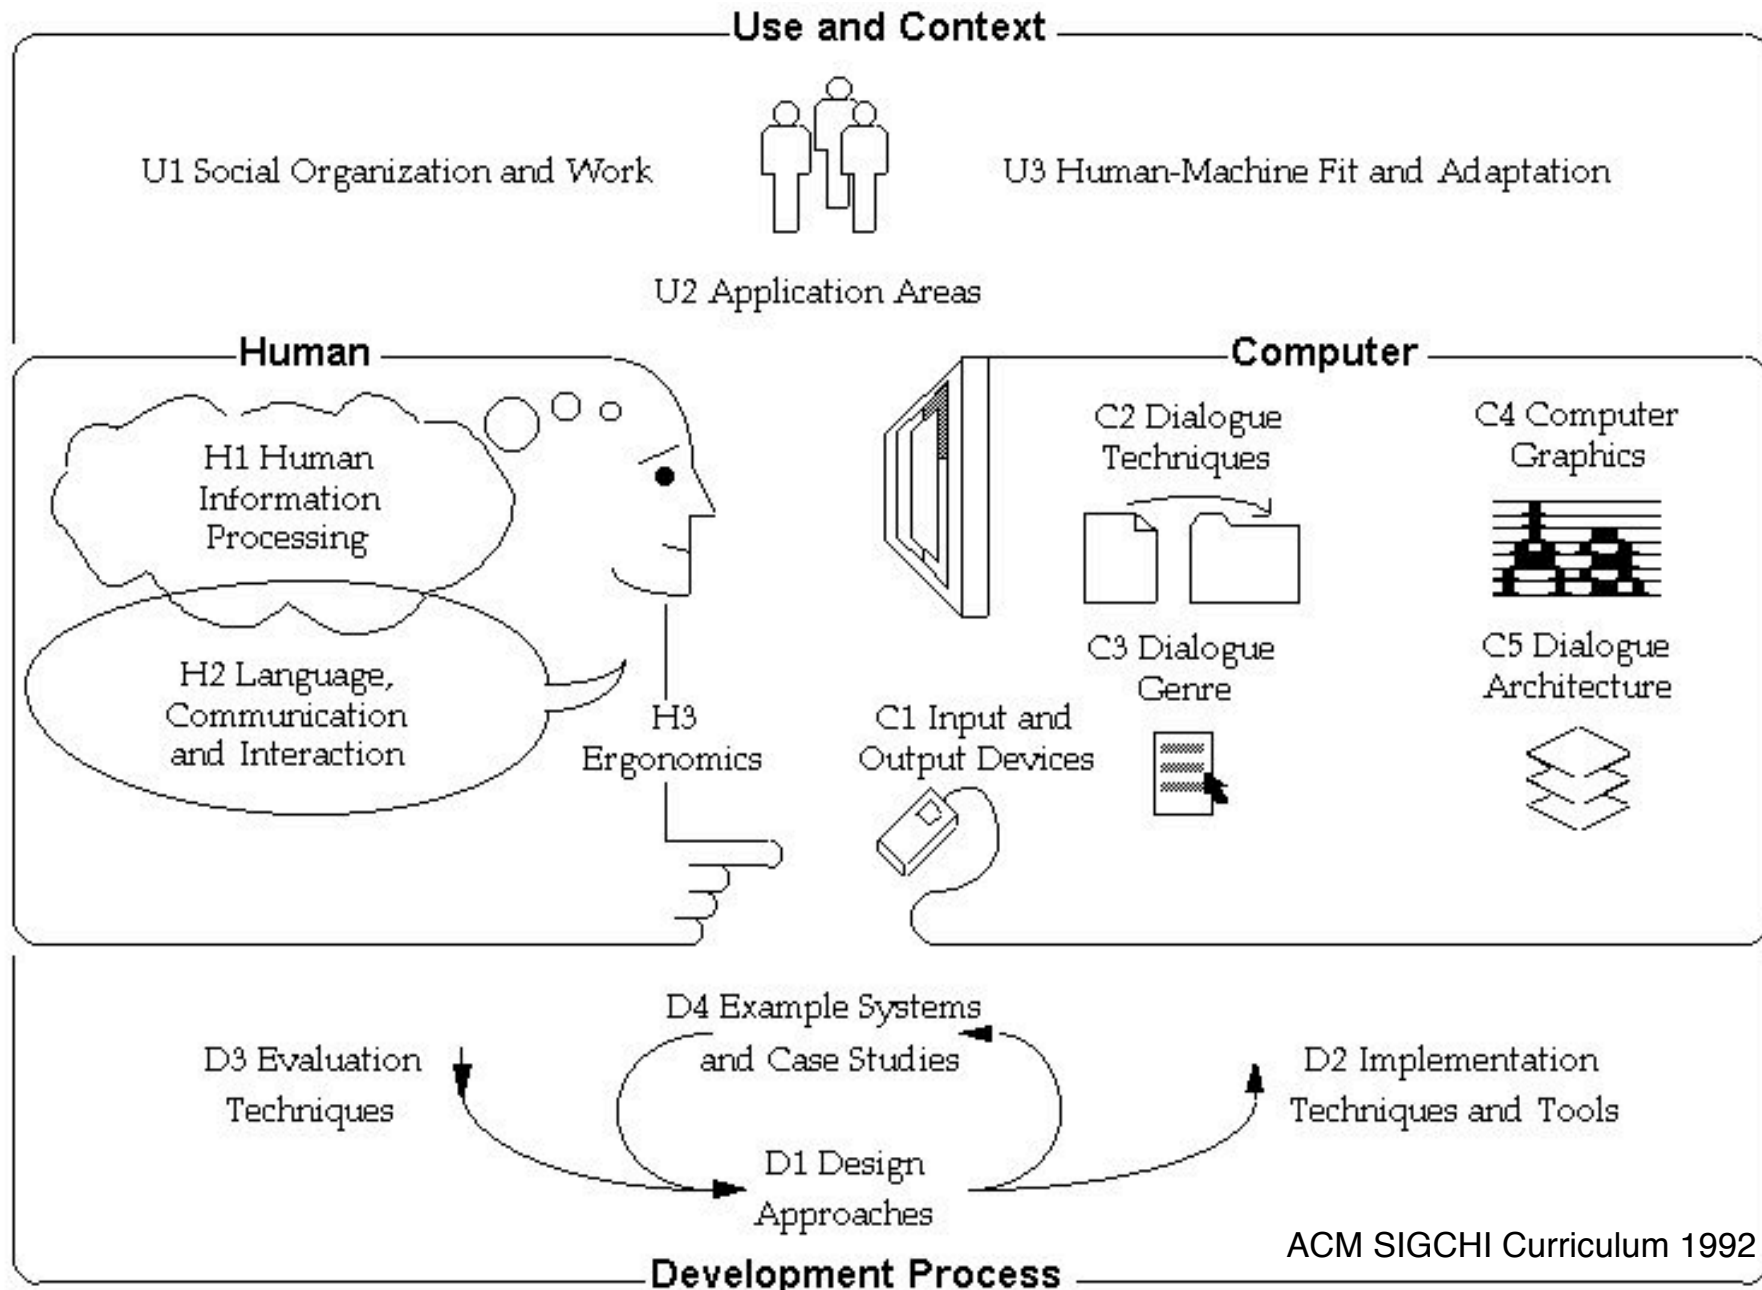 Use and Context
U1 Social Organization and Work
U3 Human-Machine Fit and Adaptation
U2 Application Areas
Human
H1 Human
Information
Processing
H2 Language,
Communication
and Interaction
H3
Ergonomics
Computer
C1 Input and
Output Devices
C2 Dialogue
Techniques
C3 Dialogue
Genre
C4 Computer
Graphics
C5 Dialogue
Architecture
D3 Evaluation
Techniques
D4 Example Systems
and Case Studies
D1 Design
Approaches
D2 Implementation
Techniques and Tools
ACM SIGCHI Curriculum 1992
Development Process